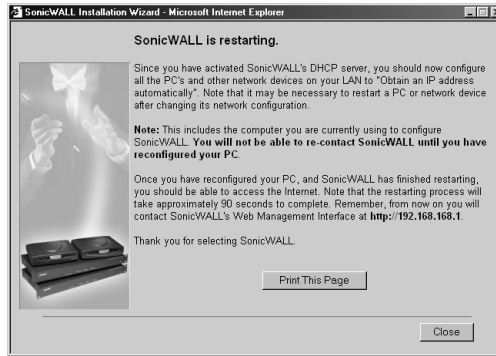 SonicWALL Installation Wizard - Microsoft Internet Explorer
SonicWALL is restarting.
Since you have activated SonicWALL's DHCP server, you should now configure
all the PC's and other network devices on your LAN to "Obtain an IP address
automatically". Note that it may be necessary to restart a PC or network device
after changing its network configuration.
Note: This includes the computer you are currently using to configure
SonicWALL. You will not be able to re-contact SonicWALL until you have
reconfigured your PC.
Once you have reconfigured your PC, and SonicWALL has finished restarting,
you should be able to access the Internet. Note that the restarting process will
take approximately 90 seconds to complete. Remember, from now on you will
contact SonicWALL's Web Management Interface at http://192.168.168.1.
Thank you for selecting SonicWALL.
Print This Page
Close